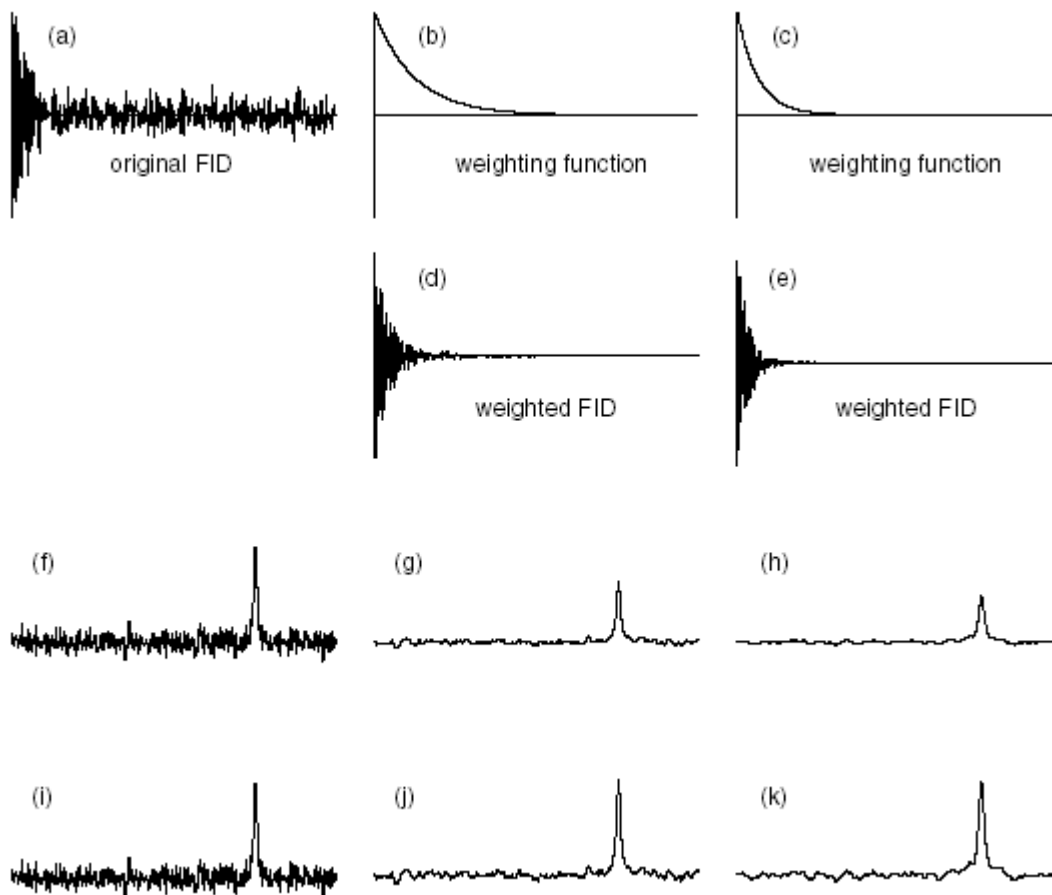 (a) (b) (c)
original FID weighting function weighting function
(d) (e)
weighted FID weighted FID
(f) (g) (h)
(i) (j) (k)